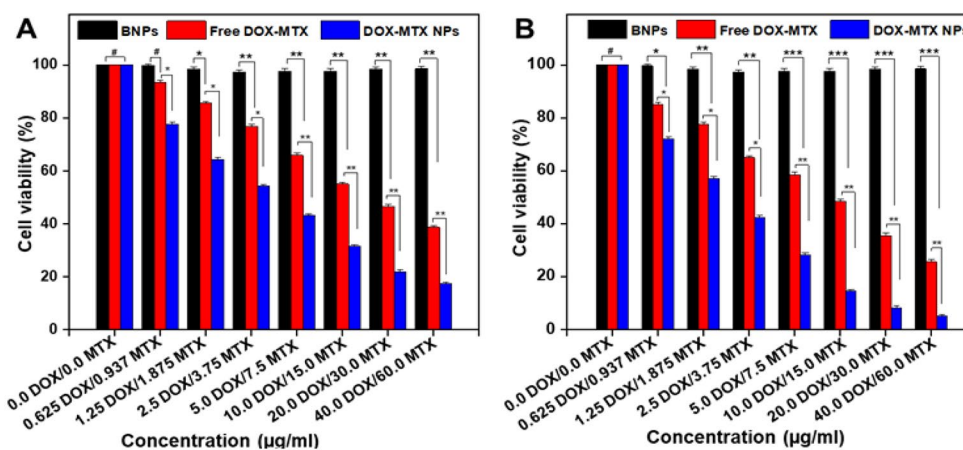 A
BNPs Free DOX-MTX DOX-MTX NPs
Cell viability (%)
100
80
60
40
20
0
# # * ** ** ** ** **
* * * ** ** ** **
0.0 DOX/0.0 MTX
0.625 DOX/0.937 MTX
1.25 DOX/1.875 MTX
2.5 DOX/3.75 MTX
5.0 DOX/7.5 MTX
10.0 DOX/15.0 MTX
20.0 DOX/30.0 MTX
40.0 DOX/60.0 MTX
Concentration (µg/ml)
B
BNPs Free DOX-MTX DOX-MTX NPs
Cell viability (%)
100
80
60
40
20
0
# * ** ** *** *** *** ***
* * * ** ** ** **
0.0 DOX/0.0 MTX
0.625 DOX/0.937 MTX
1.25 DOX/1.875 MTX
2.5 DOX/3.75 MTX
5.0 DOX/7.5 MTX
10.0 DOX/15.0 MTX
20.0 DOX/30.0 MTX
40.0 DOX/60.0 MTX
Concentration (µg/ml)